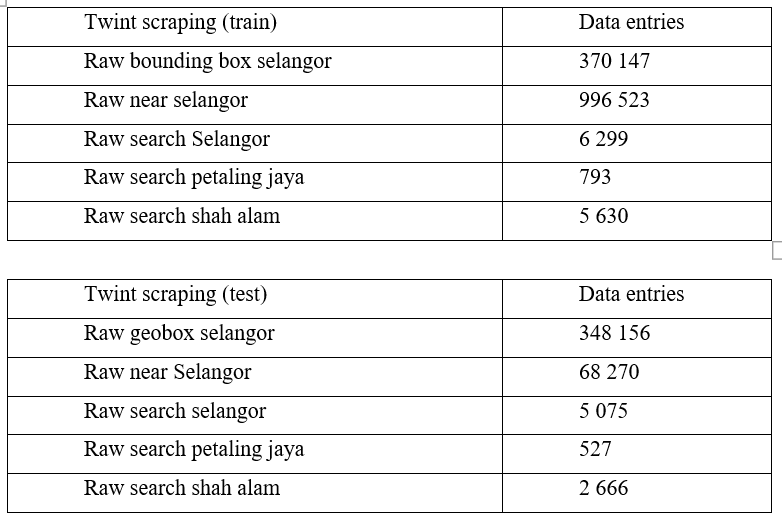 Twint scraping (train) Data entries
Raw bounding box selangor 370 147
Raw near selangor 996 523
Raw search Selangor 6 299
Raw search petaling jaya 793
Raw search shah alam 5 630
Twint scraping (test) Data entries
Raw geobox selangor 348 156
Raw near Selangor 68 270
Raw search selangor 5 075
Raw search petaling jaya 527
Raw search shah alam 2 666